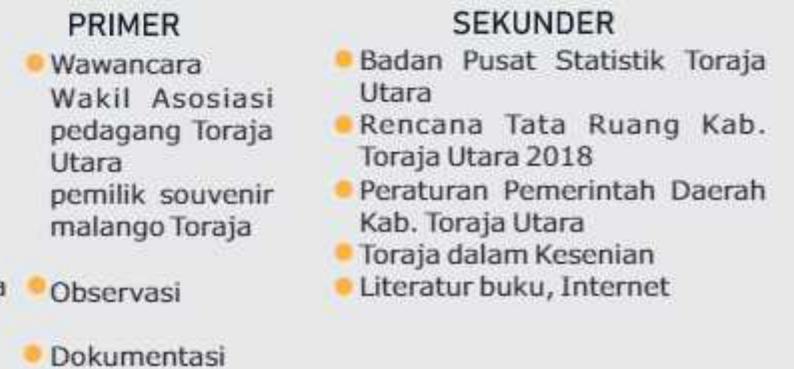 PRIMER
Wawancara
Wakil Asosiasi
pedagang Toraja
Utara
pemilik souvenir
malango Toraja
Observasi
Dokumentasi
SEKUNDER
Badan Pusat Statistik Toraja
Utara
Rencana Tata Ruang Kab.
Toraja Utara 2018
Peraturan Pemerintah Daerah
Kab. Toraja Utara
Toraja dalam Kesenian
Literatur buku, Internet